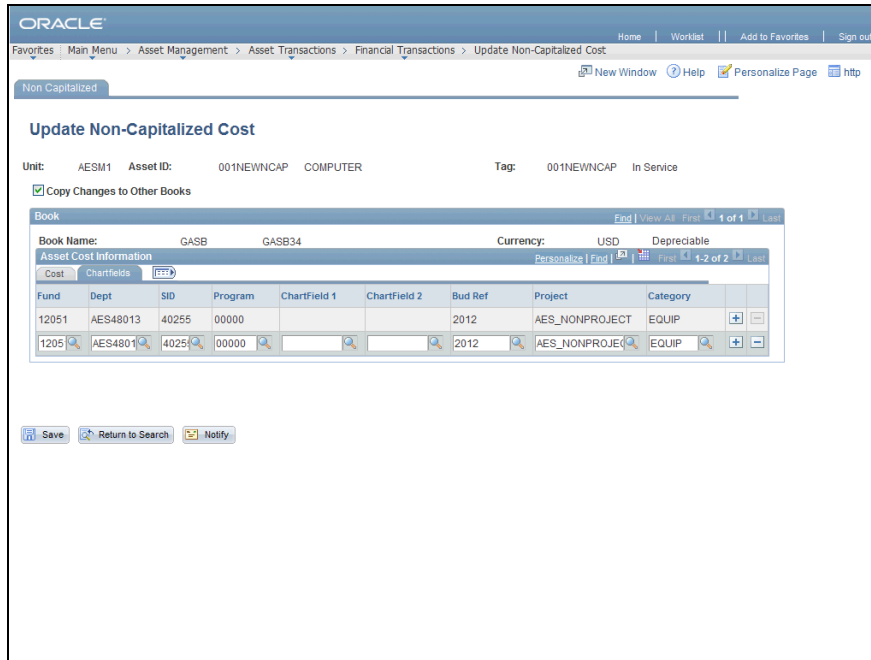 ORACLE
Home | Worklist || Add to Favorites | Sign out
Favorites Main Menu > Asset Management > Asset Transactions > Financial Transactions > Update Non-Capitalized Cost
New Window Help Personalize Page http
Non Capitalized
Update Non-Capitalized Cost
Unit: AESM1 Asset ID: 001NEWNCAP COMPUTER Tag: 001NEWNCAP In Service
Copy Changes to Other Books
Book Find | View All First 1 of 1 Last
Book Name: GASB GASB34 Currency: USD Depreciable
Asset Cost Information Personalize | Find | | First 1-2 of 2 Last
Cost Chartfields
Fund Dept SID Program ChartField 1 ChartField 2 Bud Ref Project Category
12051 AES48013 40255 00000 2012 AES_NONPROJECT EQUIP
1205 AES4801 4025 00000 2012 AES_NONPROJE EQUIP
Save Return to Search Notify